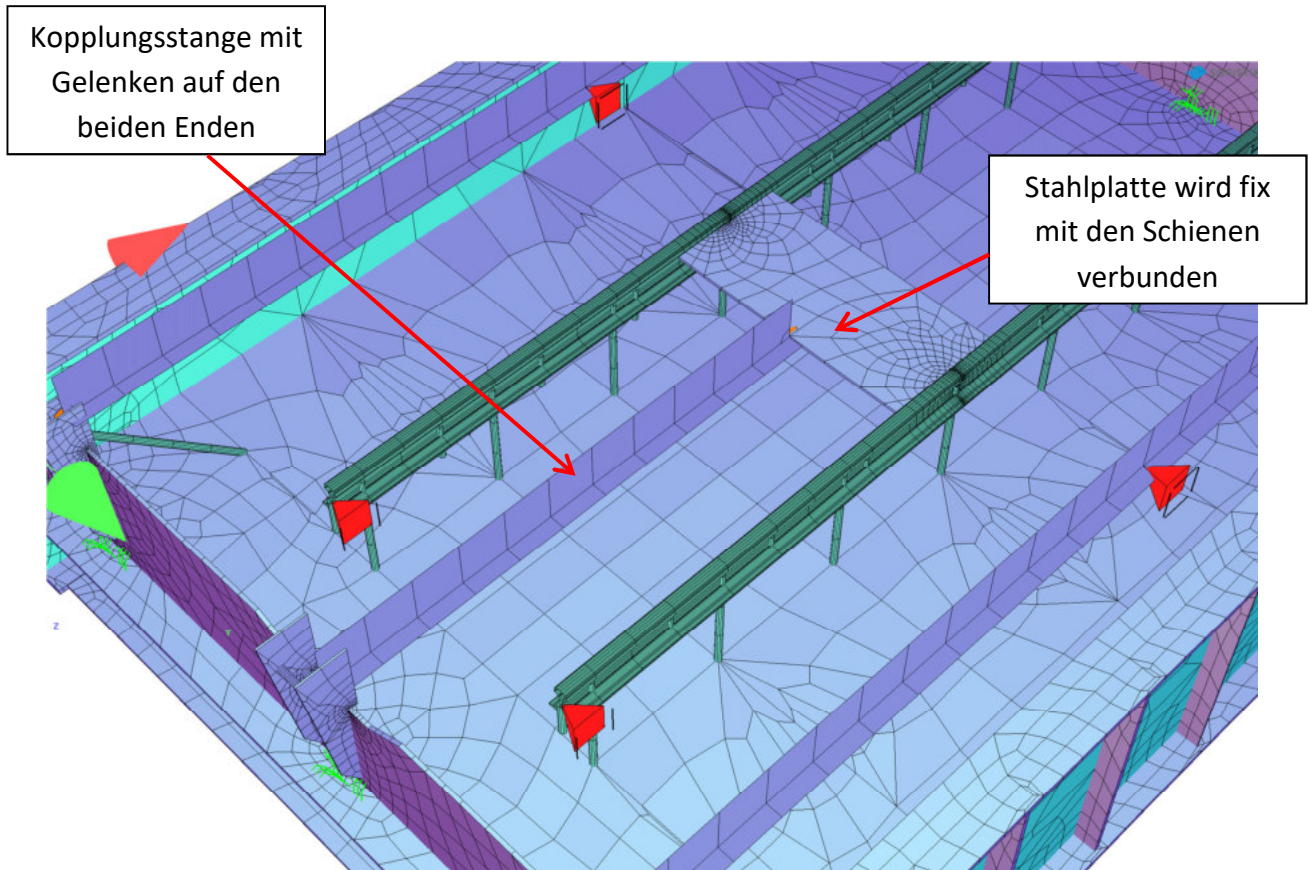 Kopplungsstange mit
Gelenken auf den
beiden Enden
Stahlplatte wird fix
mit den Schienen
verbunden
z